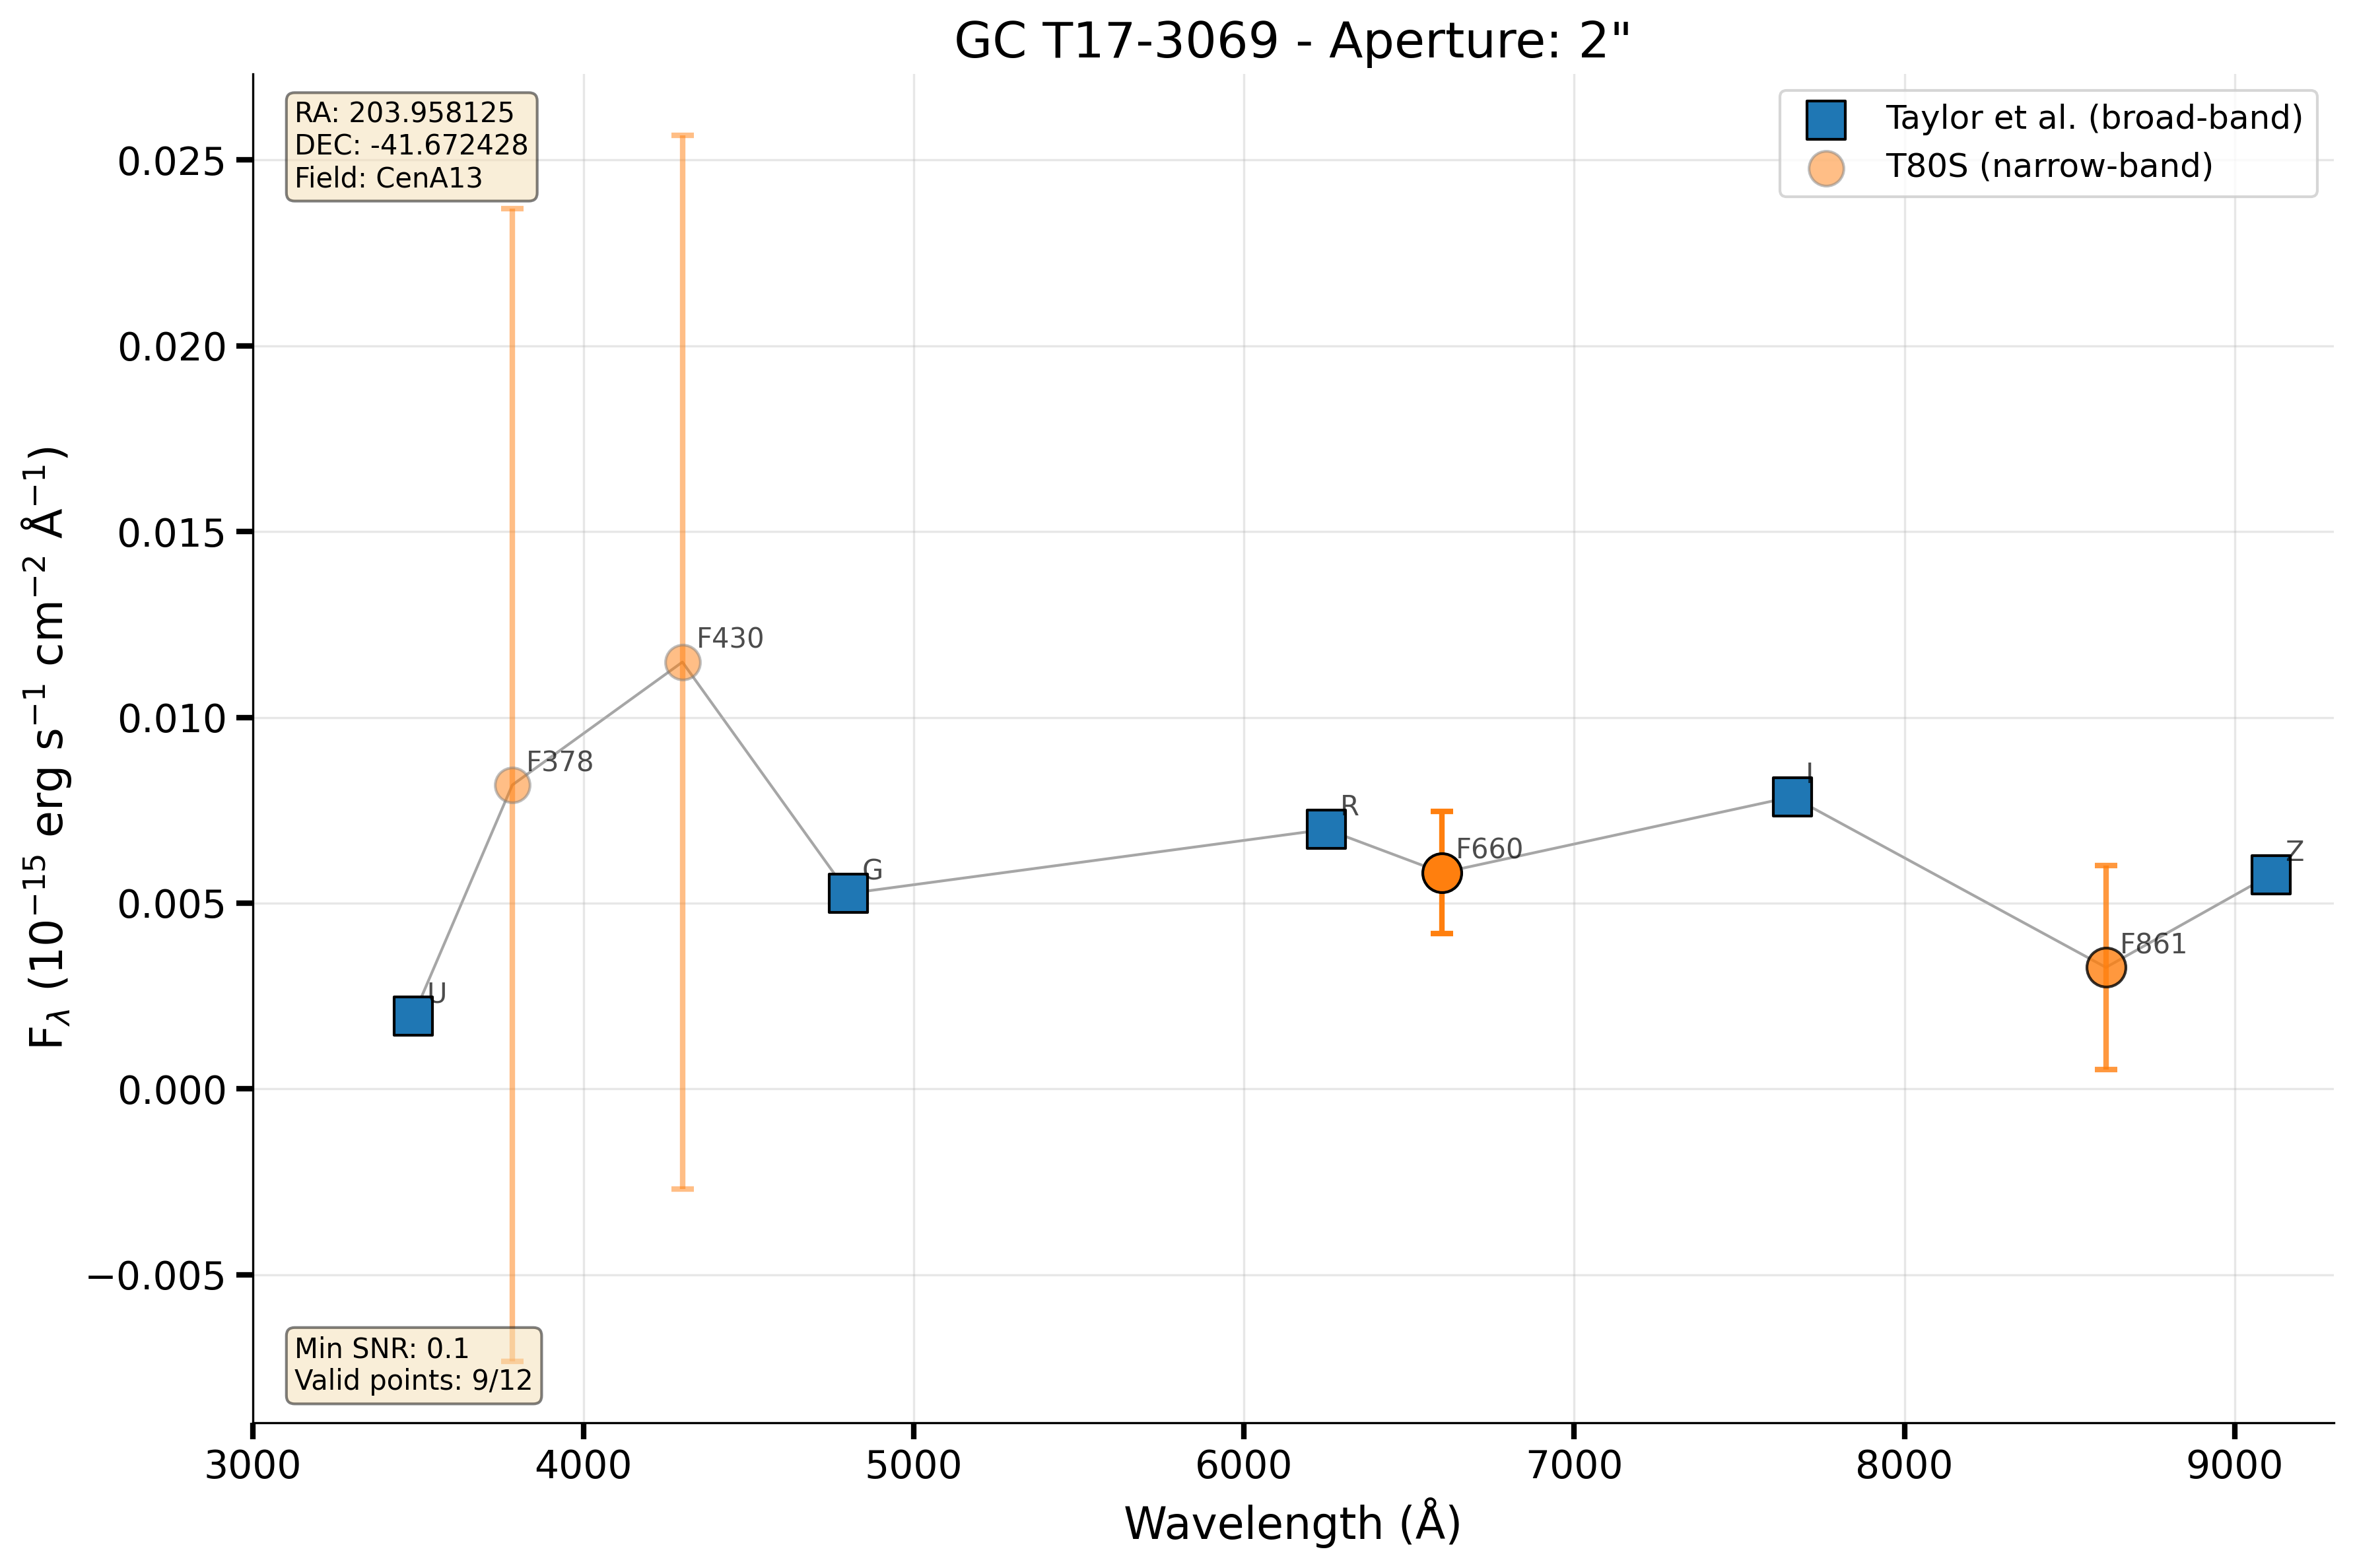 GC T17-3069 - Aperture: 2"
RA: 203.958125
DEC: -41.672428
Field: CenA13
Taylor et al. (broad-band)
T80S (narrow-band)
0.025
0.020
0.015
0.010
0.005
0.000
−0.005
F_λ (10⁻¹⁵ erg s⁻¹ cm⁻² Å⁻¹)
U
F378
F430
G
R
F660
I
F861
Z
Min SNR: 0.1
Valid points: 9/12
3000 4000 5000 6000 7000 8000 9000
Wavelength (Å)